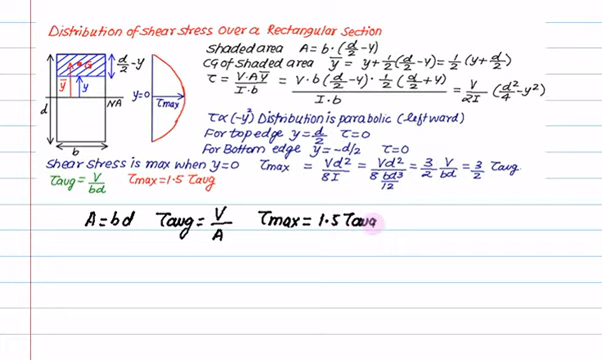 Distribution of shear stress over a Rectangular Section
Shaded area A = b · (d/2 - y)
CG of shaded area ȳ = y + 1/2 (d/2 - y) = 1/2 (y + d/2)
τ = V·AȲ / I·b = V·b (d/2 - y) · 1/2 (d/2 + y) / I·b = V/2I (d²/4 - y²)
d/2 - y
ȳ
y
y=0
τmax
NA
d
b
τ ∝ (-y²) Distribution is parabolic (-leftward)
For top edge y = d/2 τ = 0
For Bottom edge y = -d/2 τ = 0
shear stress is max when y = 0 τmax = Vd²/8I = Vd²/(8 bd³/12) = 3/2 V/bd = 3/2 τavg
τavg = V/bd τmax = 1.5 τavg
A = bd τavg = V/A τmax = 1.5 τavg